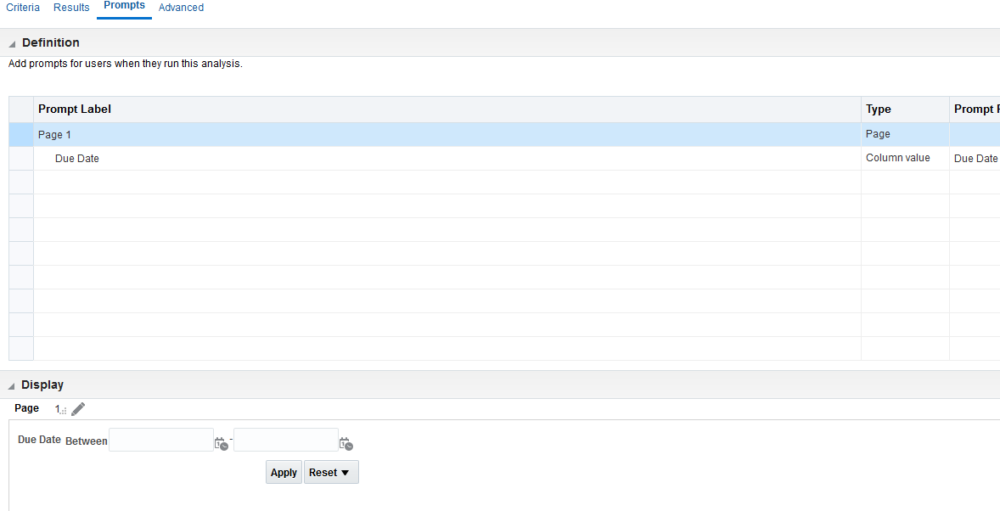 Criteria Results Prompts Advanced
Definition
Add prompts for users when they run this analysis.
Prompt Label Type Prompt
Page 1 Page
Due Date Column value Due Date
Display
Page 1
Due Date Between -
Apply Reset